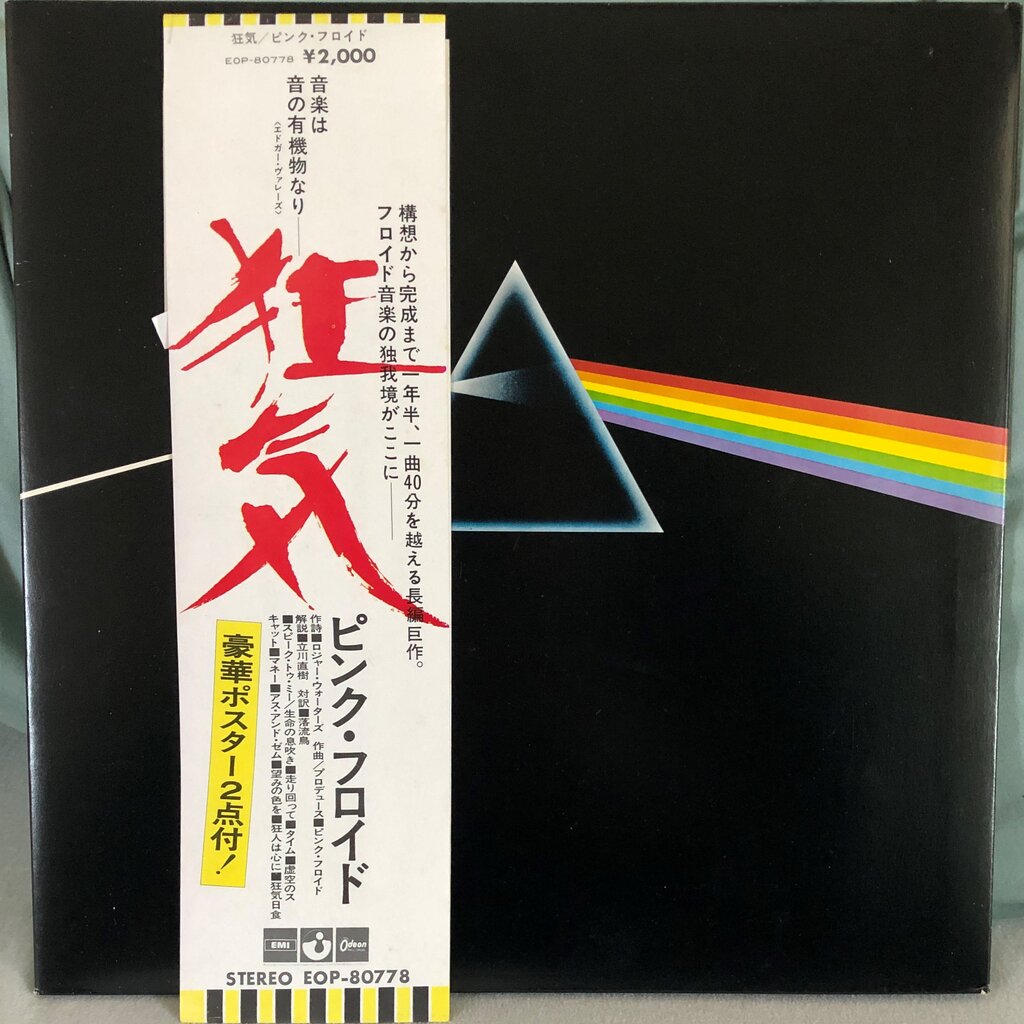 狂気/ピンク・フロイド
EOP-80778 ¥2,000
音楽は
音の有機物なり——
〈エドガー・ヴァレーズ〉
構想から完成まで一年半、一曲40分を越える長編巨作。
フロイド音楽の独我境がここに——
狂気
ピンク・フロイド
作詩■ロジャー・ウォーターズ 作曲/プロデュース■ピンク・フロイド
解説■立川直樹 対訳■落流鳥
■スピーク・トゥ・ミー/生命の息吹き■走り回って■タイム■虚空のス
キャット■マネー■アス・アンド・ゼム■望みの色を■狂人は心に■狂気日食
豪華ポスター2点付!
EMI
Odeon
STEREO EOP-80778